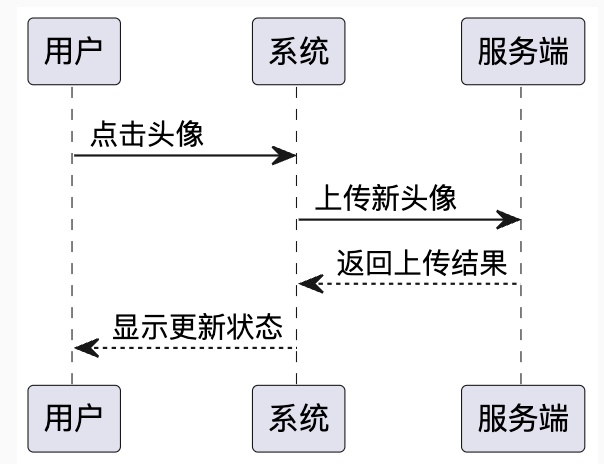 用户 系统 服务端
点击头像
上传新头像
返回上传结果
显示更新状态
用户 系统 服务端